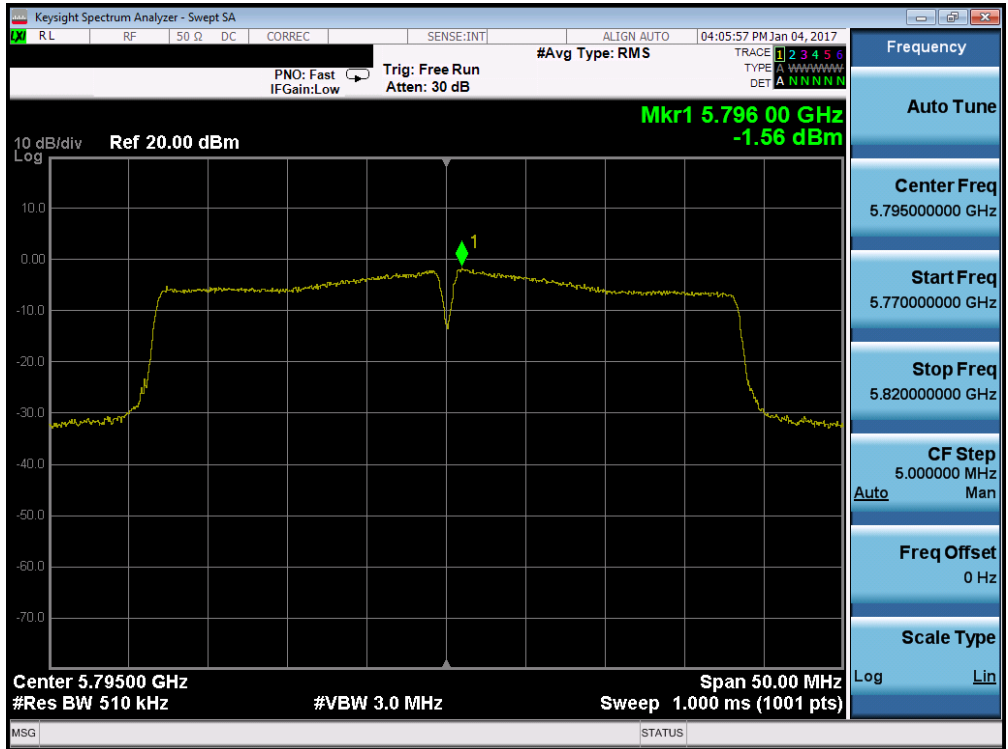 Keysight Spectrum Analyzer - Swept SA
LXI RL RF 50 Ω DC CORREC SENSE:INT ALIGN AUTO 04:05:57 PM Jan 04, 2017
#Avg Type: RMS
TRACE 1 2 3 4 5 6
TYPE A WWWWW
DET A N N N N N
PNO: Fast Trig: Free Run
IFGain:Low Atten: 30 dB
Mkr1 5.796 00 GHz
-1.56 dBm
10 dB/div Ref 20.00 dBm
Log
10.0
0.00
-10.0
-20.0
-30.0
-40.0
-50.0
-60.0
-70.0
1
Center 5.79500 GHz Span 50.00 MHz
#Res BW 510 kHz #VBW 3.0 MHz Sweep 1.000 ms (1001 pts)
MSG STATUS
Frequency
Auto Tune
Center Freq
5.795000000 GHz
Start Freq
5.770000000 GHz
Stop Freq
5.820000000 GHz
CF Step
5.000000 MHz
Auto Man
Freq Offset
0 Hz
Scale Type
Log Lin